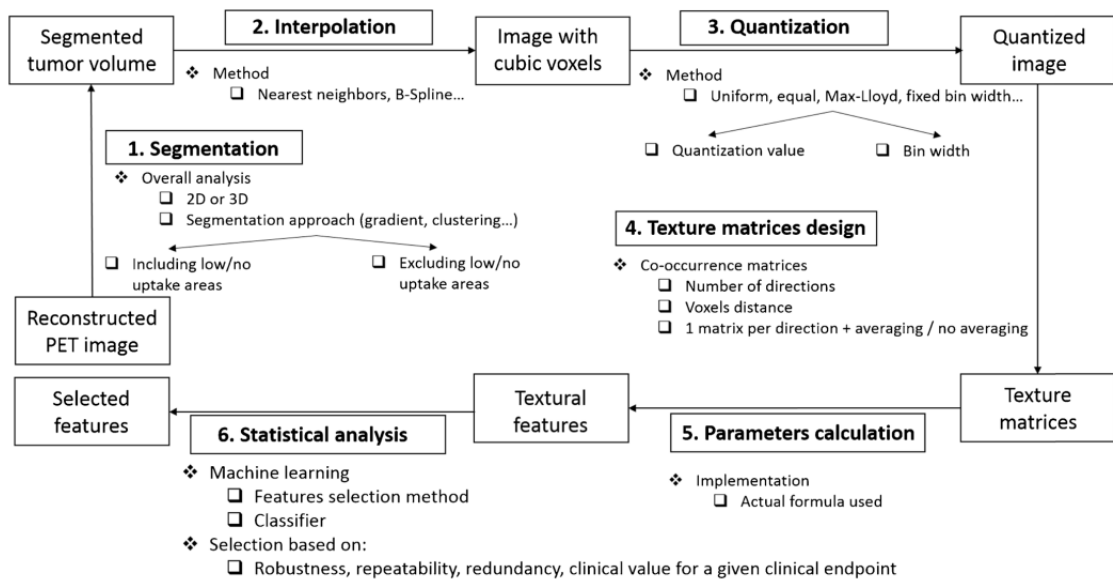 Segmented
tumor volume
2. Interpolation
❖ Method
❑ Nearest neighbors, B-Spline…
Image with
cubic voxels
3. Quantization
❖ Method
❑ Uniform, equal, Max-Lloyd, fixed bin width…
❑ Quantization value
❑ Bin width
Quantized
image
1. Segmentation
❖ Overall analysis
❑ 2D or 3D
❑ Segmentation approach (gradient, clustering…)
❑ Including low/no
uptake areas
❑ Excluding low/no
uptake areas
4. Texture matrices design
❖ Co-occurrence matrices
❑ Number of directions
❑ Voxels distance
❑ 1 matrix per direction + averaging / no averaging
Reconstructed
PET image
Selected
features
6. Statistical analysis
❖ Machine learning
❑ Features selection method
❑ Classifier
❖ Selection based on:
❑ Robustness, repeatability, redundancy, clinical value for a given clinical endpoint
Textural
features
5. Parameters calculation
❖ Implementation
❑ Actual formula used
Texture
matrices